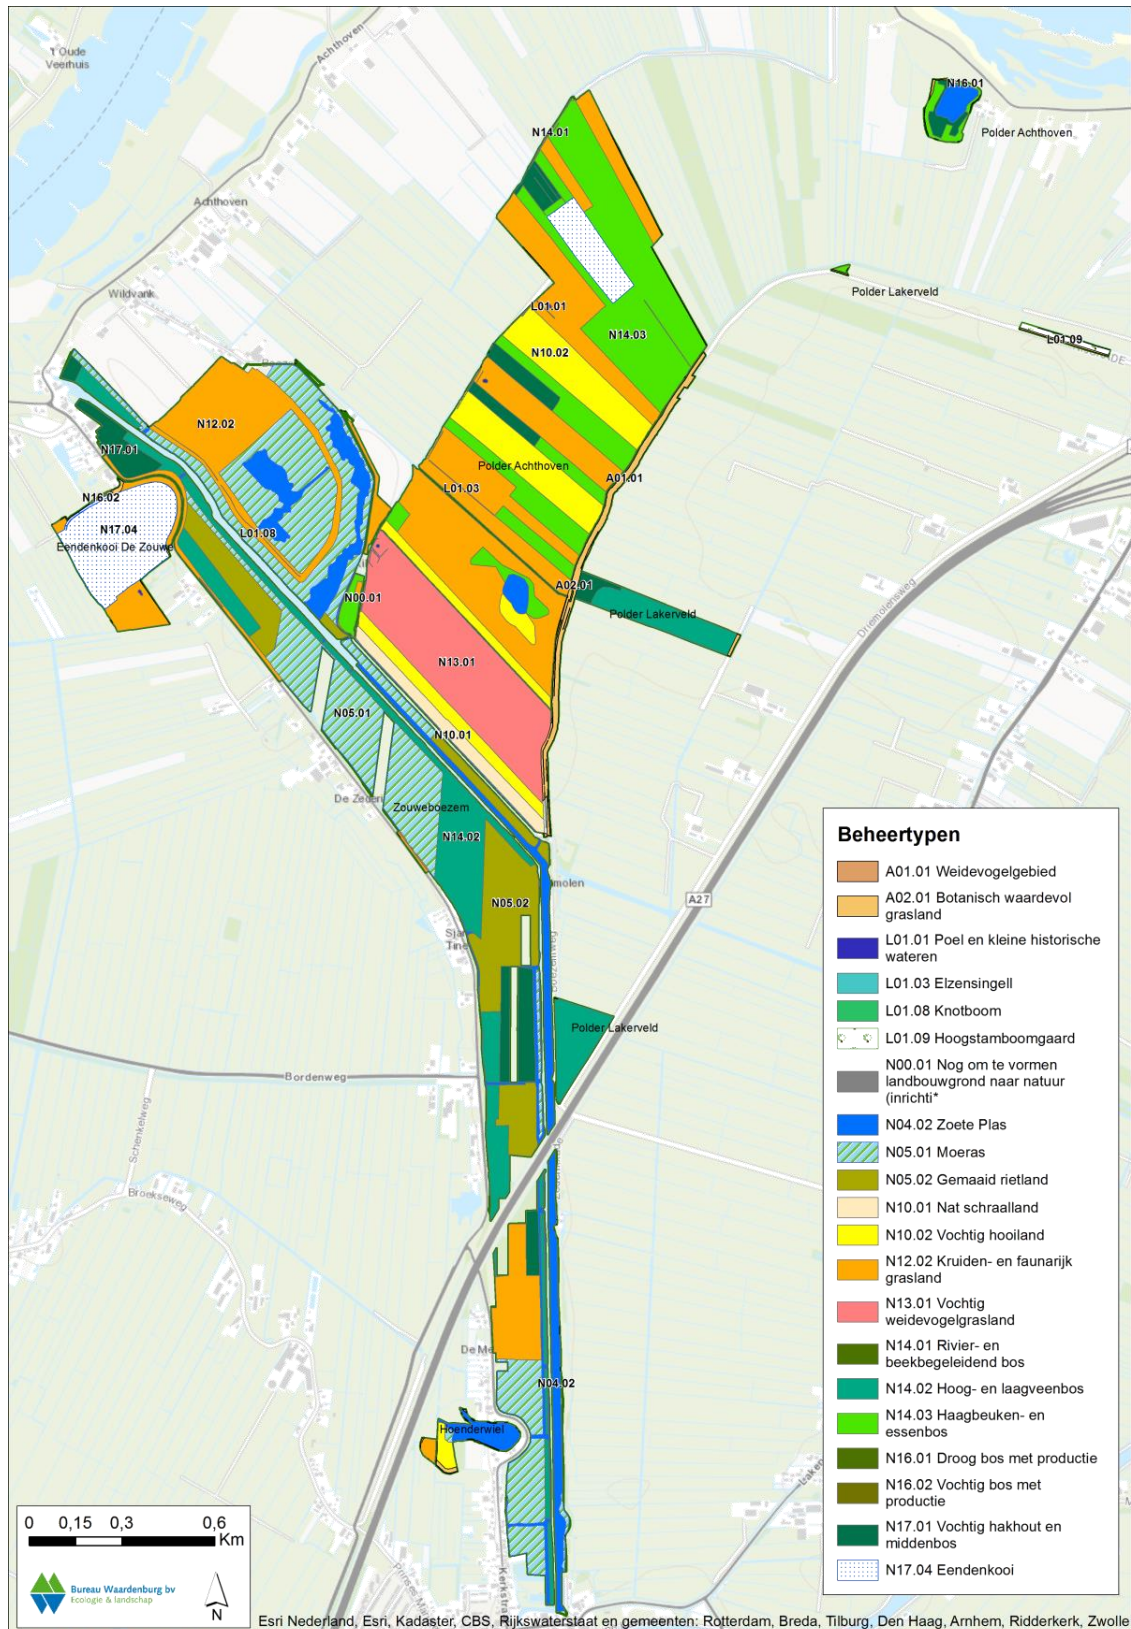 't Oude
Veerhuis
Achthoven
N16.01
Polder Achthoven
N14.01
Achthoven
Polder Lakerveld
Wildvank
L01.01
N14.03
L01.09
N10.02
N12.02
N17.01
Polder Achthoven
L01.03
A01.01
N16.02
N17.04
Eendenkooi De Zouwe
L01.08
A02.01
Driemolensweg
N00.01
Polder Lakerveld
N13.01
N05.01
N10.01
De Zederi
Zouweboezem
N14.02
molen
A27
N05.02
Sjan
Tine
Polder Lakerveld
Bordenweg
Schenkelweg
Broekseweg
De Me
N04.02
Hoenderwiel
Laken
Kerkstra
Beheertypen
A01.01 Weidevogelgebied
A02.01 Botanisch waardevol
grasland
L01.01 Poel en kleine historische
wateren
L01.03 Elzensingell
L01.08 Knotboom
L01.09 Hoogstamboomgaard
N00.01 Nog om te vormen
landbouwgrond naar natuur
(inrichti*
N04.02 Zoete Plas
N05.01 Moeras
N05.02 Gemaaid rietland
N10.01 Nat schraalland
N10.02 Vochtig hooiland
N12.02 Kruiden- en faunarijk
grasland
N13.01 Vochtig
weidevogelgrasland
N14.01 Rivier- en
beekbegeleidend bos
N14.02 Hoog- en laagveenbos
N14.03 Haagbeuken- en
essenbos
N16.01 Droog bos met productie
N16.02 Vochtig bos met
productie
N17.01 Vochtig hakhout en
middenbos
N17.04 Eendenkooi
0 0,15 0,3 0,6
Km
Bureau Waardenburg bv
Ecologie & landschap
N
Esri Nederland, Esri, Kadaster, CBS, Rijkswaterstaat en gemeenten: Rotterdam, Breda, Tilburg, Den Haag, Arnhem, Ridderkerk, Zwolle